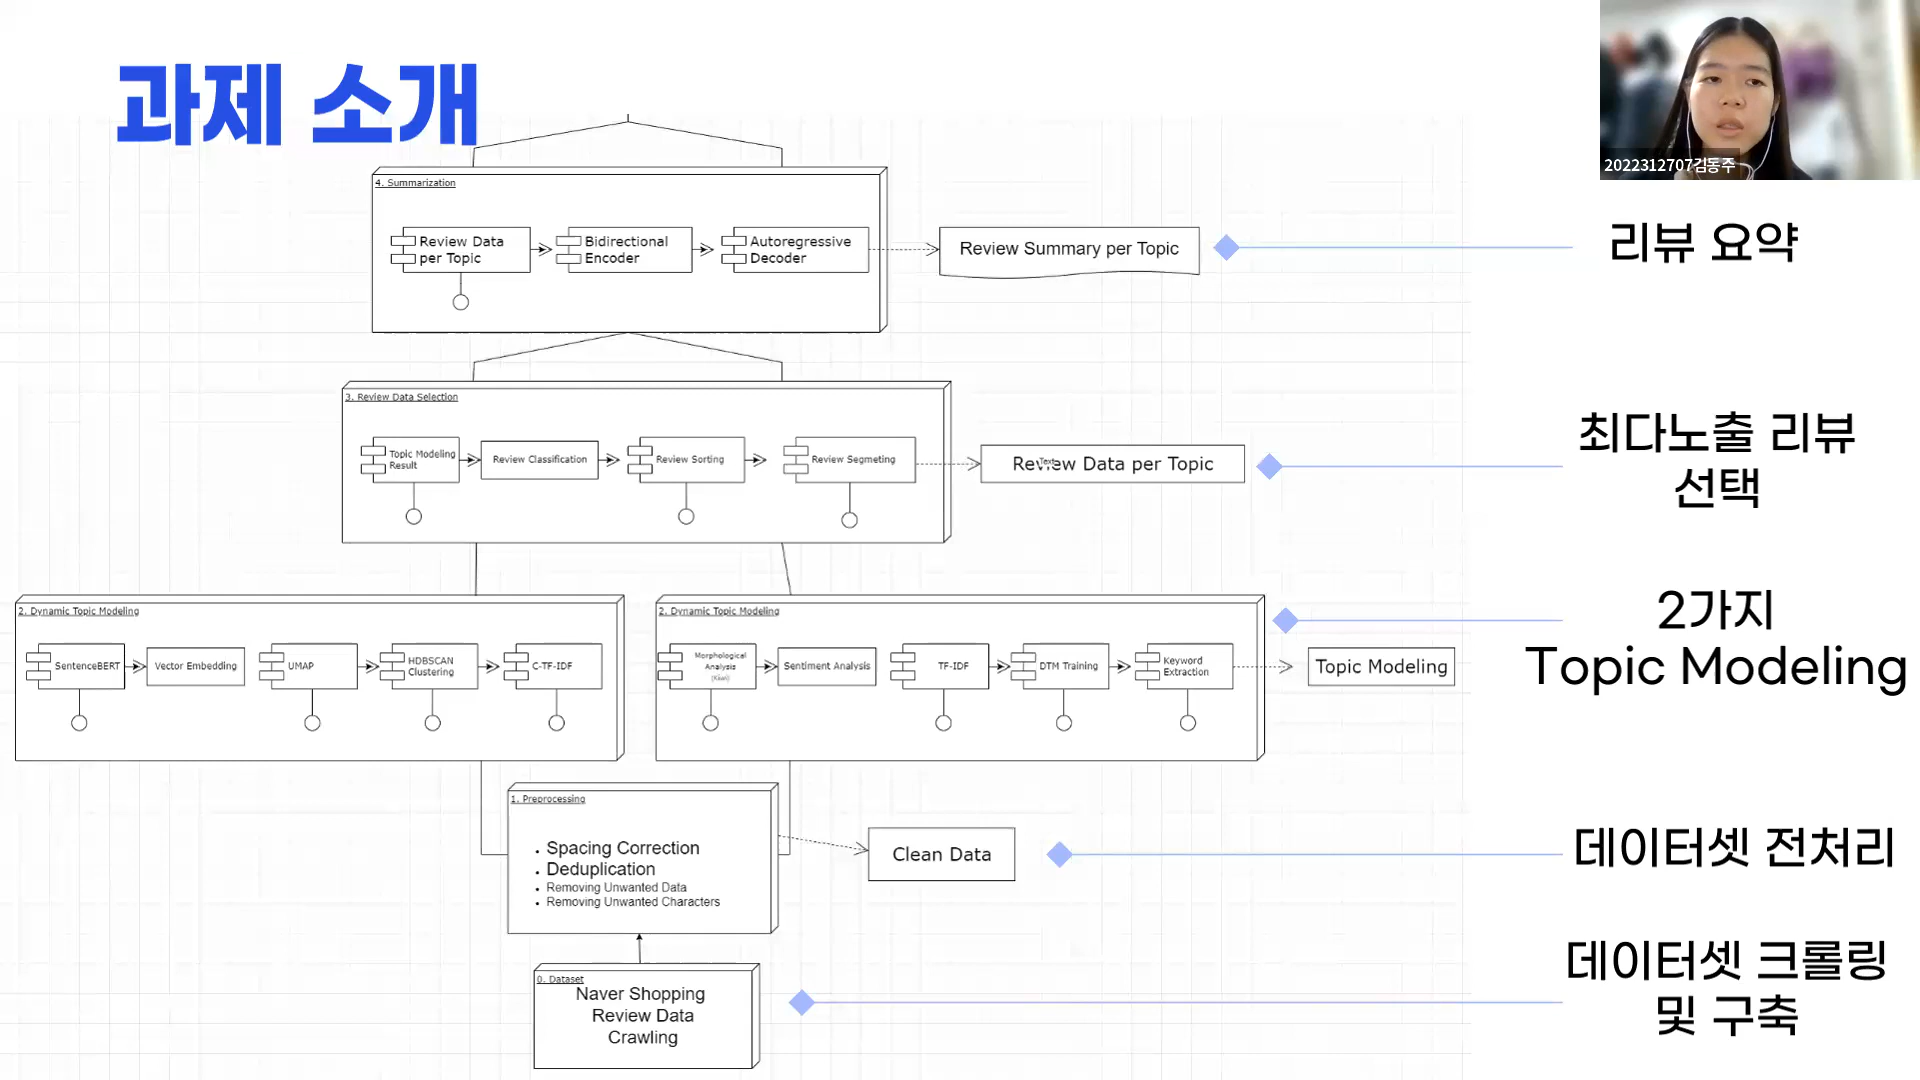 과제 소개
2022312707김동주
4. Summarization
Review Data
per Topic
Bidirectional
Encoder
Autoregressive
Decoder
Review Summary per Topic
리뷰 요약
3. Review Data Selection
Topic Modeling
Result
Review Classification
Review Sorting
Review Segmeting
Review Data per Topic
Text
최다노출 리뷰
선택
2. Dynamic Topic Modeling
SentenceBERT
Vector Embedding
UMAP
HDBSCAN
Clustering
C-TF-IDF
2. Dynamic Topic Modeling
Morphological
Analysis
(Kiwi)
Sentiment Analysis
TF-IDF
DTM Training
Keyword
Extraction
Topic Modeling
2가지
Topic Modeling
1. Preprocessing
• Spacing Correction
• Deduplication
• Removing Unwanted Data
• Removing Unwanted Characters
Clean Data
데이터셋 전처리
0. Dataset
Naver Shopping
Review Data
Crawling
데이터셋 크롤링
및 구축